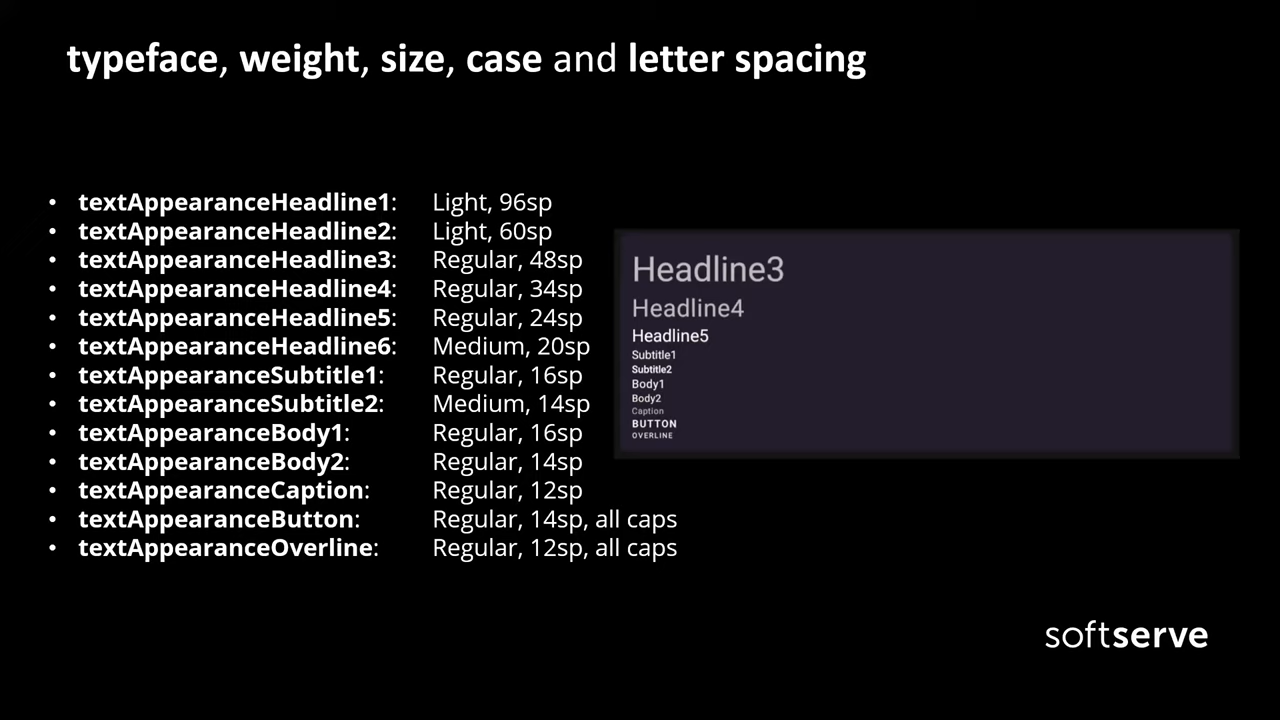 typeface, weight, size, case and letter spacing
• textAppearanceHeadline1: Light, 96sp
• textAppearanceHeadline2: Light, 60sp
• textAppearanceHeadline3: Regular, 48sp
• textAppearanceHeadline4: Regular, 34sp
• textAppearanceHeadline5: Regular, 24sp
• textAppearanceHeadline6: Medium, 20sp
• textAppearanceSubtitle1: Regular, 16sp
• textAppearanceSubtitle2: Medium, 14sp
• textAppearanceBody1: Regular, 16sp
• textAppearanceBody2: Regular, 14sp
• textAppearanceCaption: Regular, 12sp
• textAppearanceButton: Regular, 14sp, all caps
• textAppearanceOverline: Regular, 12sp, all caps
Headline3
Headline4
Headline5
Subtitle1
Subtitle2
Body1
Body2
Caption
BUTTON
OVERLINE
softserve